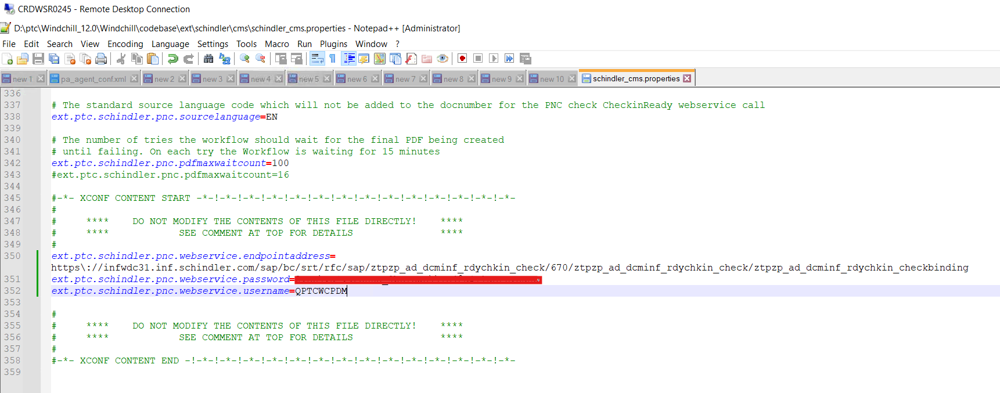 CRDWSR0245 - Remote Desktop Connection
D:\ptc\Windchill_12.0\Windchill\codebase\ext\schindler\cms\schindler_cms.properties - Notepad++ [Administrator]
File Edit Search View Encoding Language Settings Tools Macro Run Plugins Window ?
new 1 pa_agent_conf.xml new 2 new 3 new 4 new 5 new 6 new 7 new 8 new 9 new 10 schindler_cms.properties
336
337 # The standard source language code which will not be added to the docnumber for the PNC check CheckinReady webservice call
338 ext.ptc.schindler.pnc.sourcelanguage=EN
339
340 # The number of tries the workflow should wait for the final PDF being created
341 # until failing. On each try the Workflow is waiting for 15 minutes
342 ext.ptc.schindler.pnc.pdfmaxwaitcount=100
343 #ext.ptc.schindler.pnc.pdfmaxwaitcount=16
344
345 #-*- XCONF CONTENT START -*-!-*-!-*-!-*-!-*-!-*-!-*-!-*-!-*-!-*-!-*-!-*-!-*-!-*-
346 #
347 # **** DO NOT MODIFY THE CONTENTS OF THIS FILE DIRECTLY! ****
348 # **** SEE COMMENT AT TOP FOR DETAILS ****
349 #
350 ext.ptc.schindler.pnc.webservice.endpointaddress=
https\://infwdc31.inf.schindler.com/sap/bc/srt/rfc/sap/ztpzp_ad_dcminf_rdychkin_check/670/ztpzp_ad_dcminf_rdychkin_check/ztpzp_ad_dcminf_rdychkin_checkbinding
351 ext.ptc.schindler.pnc.webservice.password=
352 ext.ptc.schindler.pnc.webservice.username=QPTCWCPDM
353
354 #
355 # **** DO NOT MODIFY THE CONTENTS OF THIS FILE DIRECTLY! ****
356 # **** SEE COMMENT AT TOP FOR DETAILS ****
357 #
358 #-*- XCONF CONTENT END -!-*-!-*-!-*-!-*-!-*-!-*-!-*-!-*-!-*-!-*-!-*-!-*-!-*-!-*-
359